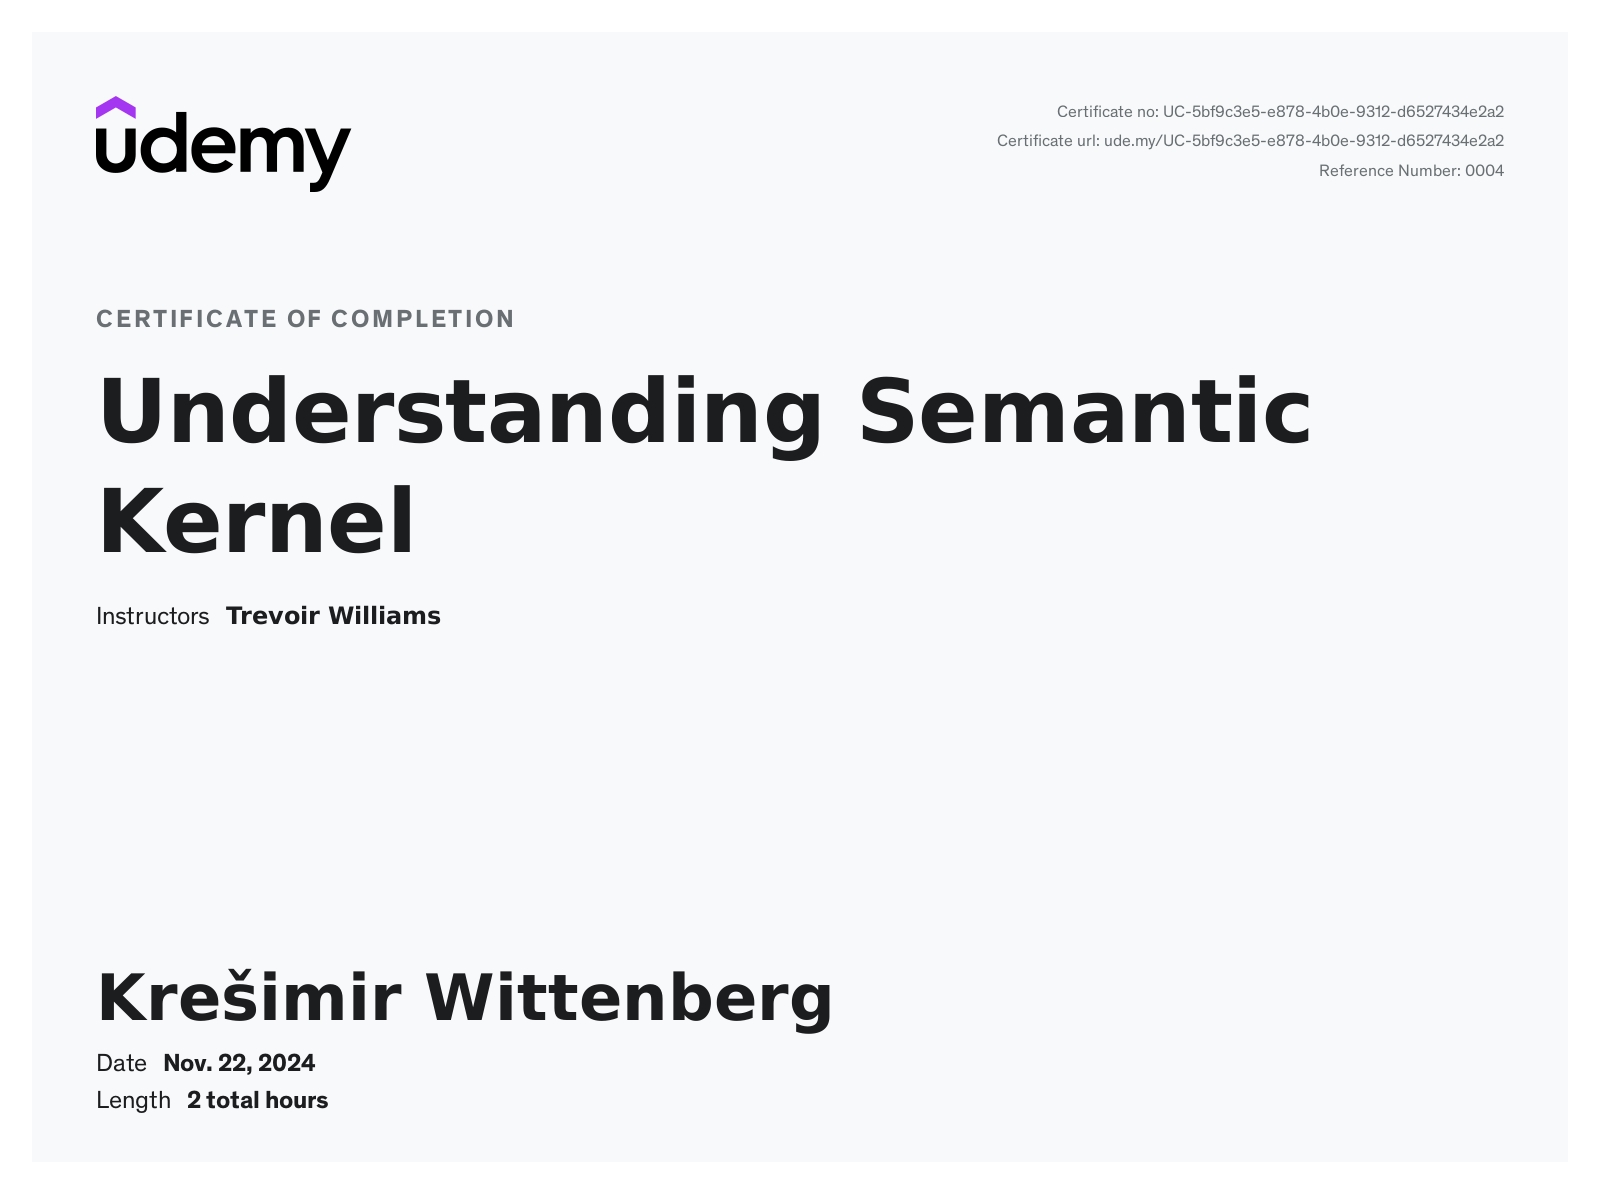 udemy
Certificate no: UC-5bf9c3e5-e878-4b0e-9312-d6527434e2a2
Certificate url: ude.my/UC-5bf9c3e5-e878-4b0e-9312-d6527434e2a2
Reference Number: 0004
CERTIFICATE OF COMPLETION
Understanding Semantic
Kernel
Instructors Trevoir Williams
Krešimir Wittenberg
Date Nov. 22, 2024
Length 2 total hours